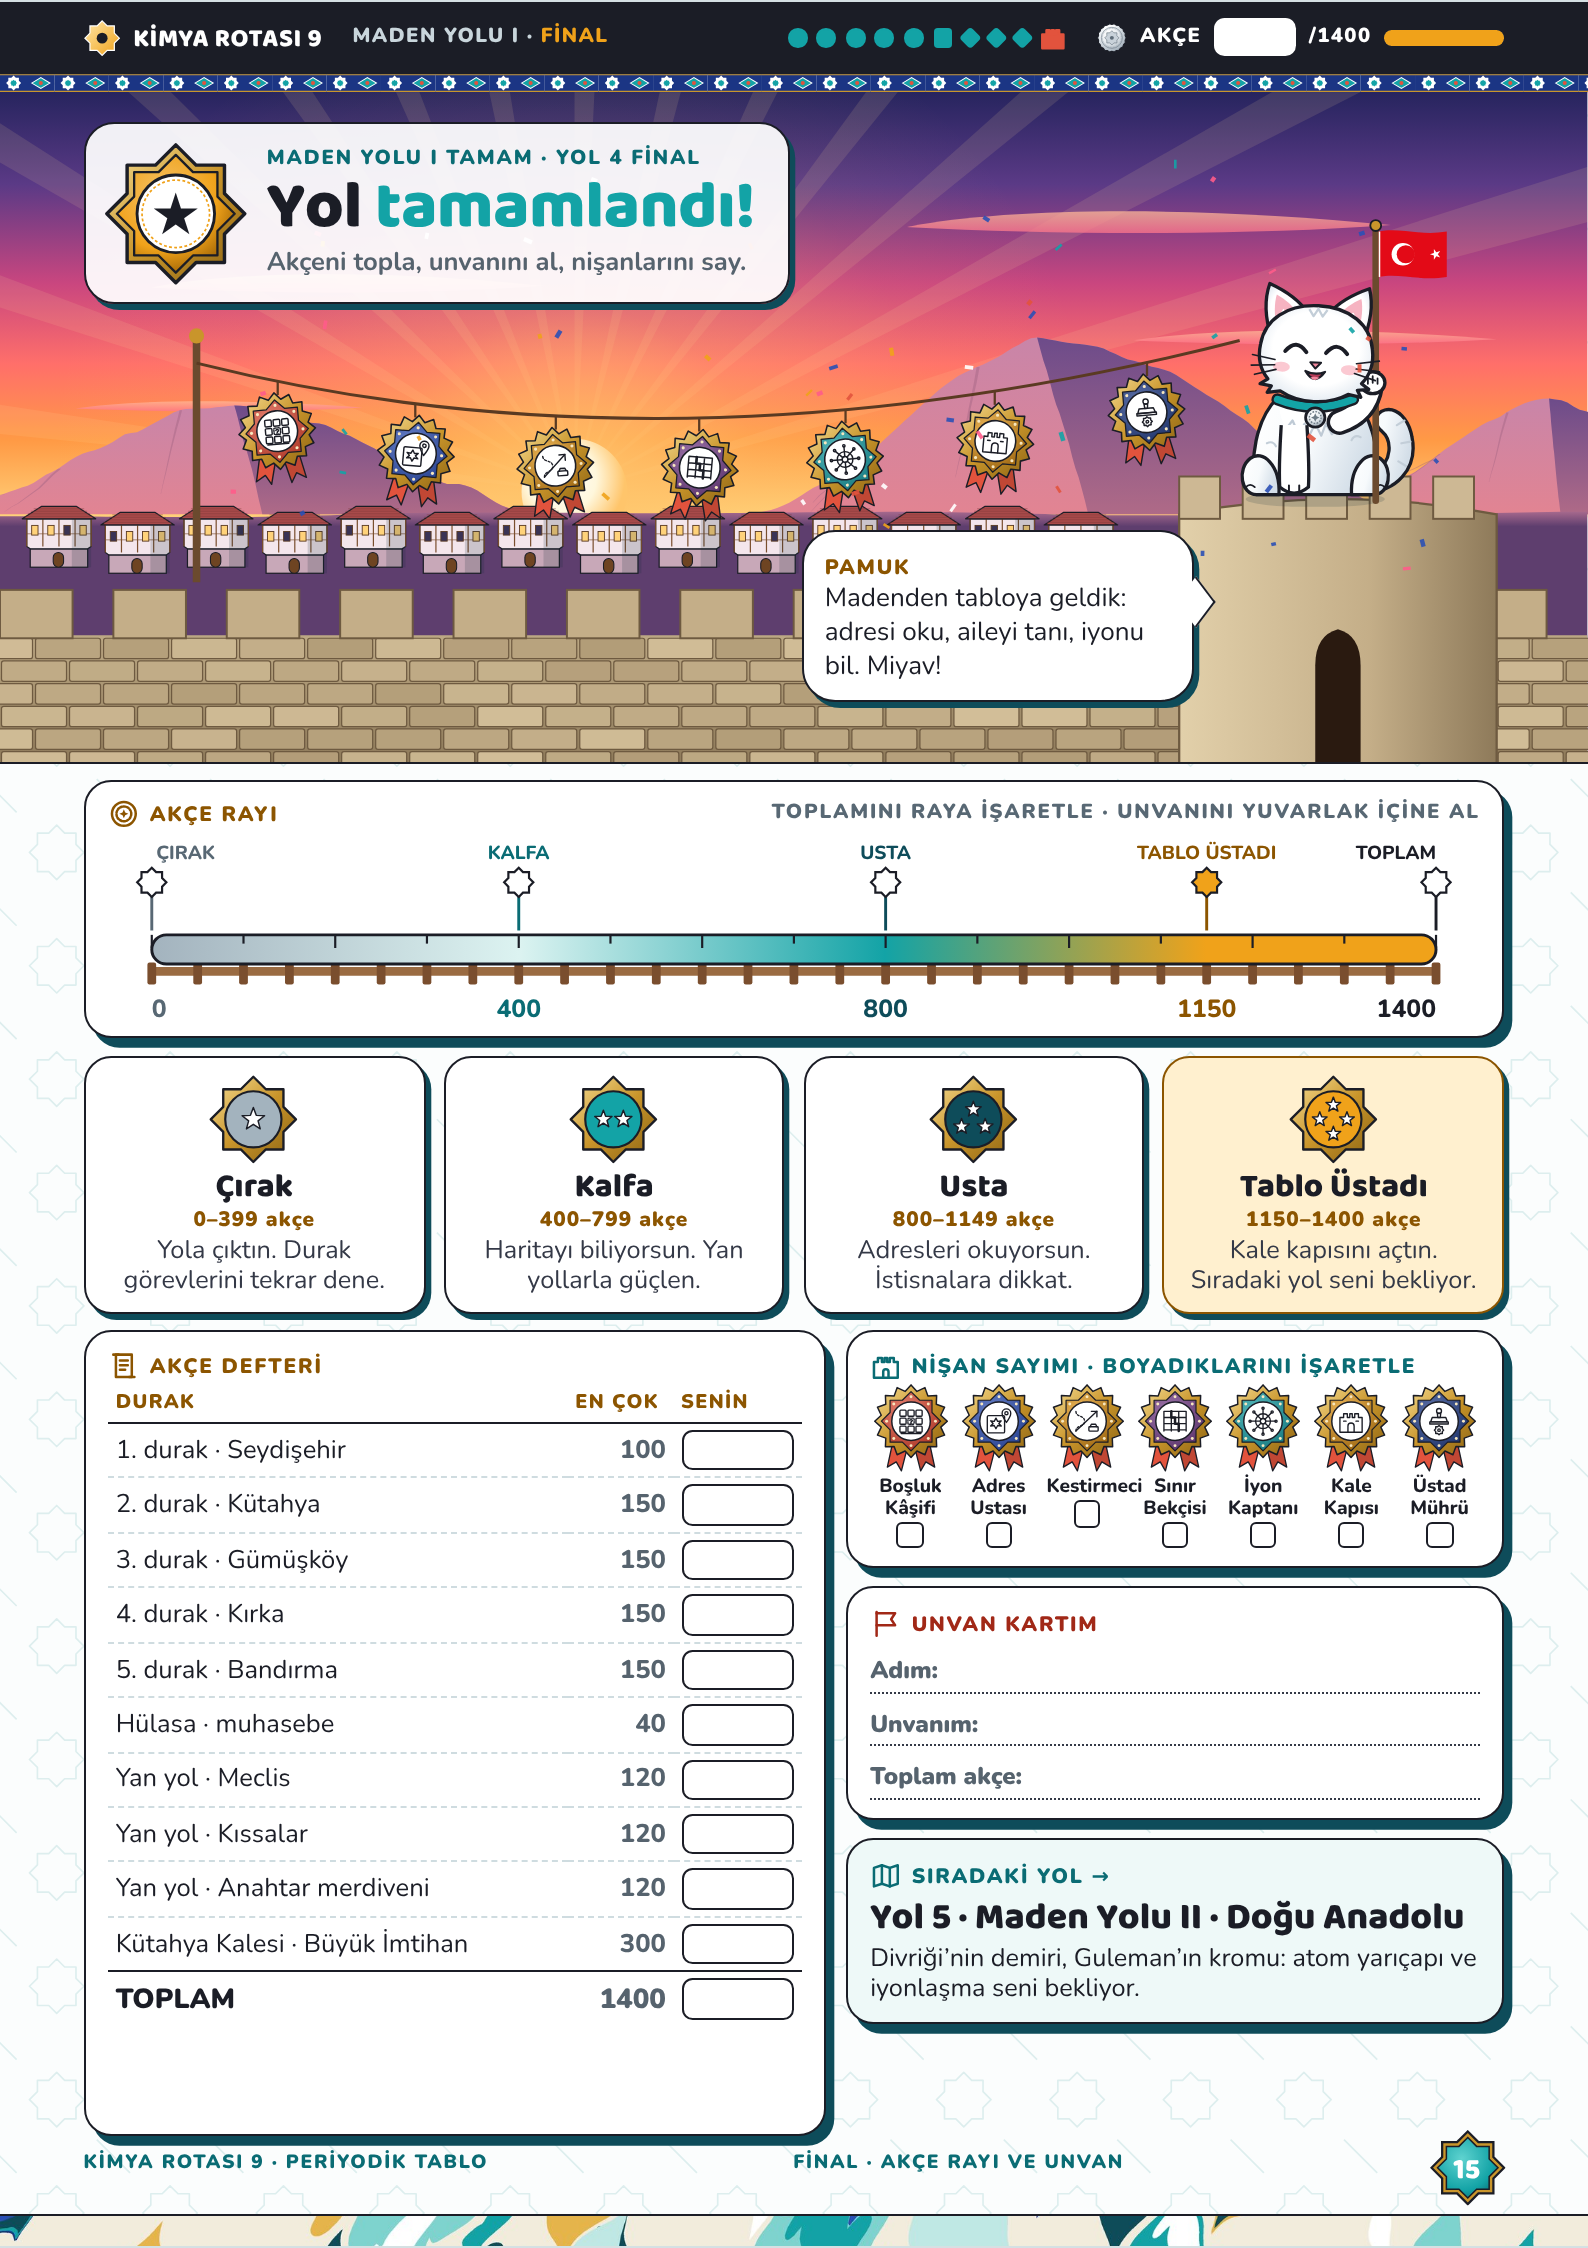 KİMYA ROTASI 9 MADEN YOLU I · FİNAL AKÇE /1400
MADEN YOLU I TAMAM · YOL 4 FİNAL
Yol tamamlandı!
Akçeni topla, unvanını al, nişanlarını say.
PAMUK
Madenden tabloya geldik:
adresi oku, aileyi tanı, iyonu
bil. Miyav!
AKÇE RAYI TOPLAMINI RAYA İŞARETLE · UNVANINI YUVARLAK İÇİNE AL
ÇIRAK KALFA USTA TABLO ÜSTADI TOPLAM
0 400 800 1150 1400
Çırak
0–399 akçe
Yola çıktın. Durak
görevlerini tekrar dene.
Kalfa
400–799 akçe
Haritayı biliyorsun. Yan
yollarla güçlen.
Usta
800–1149 akçe
Adresleri okuyorsun.
İstisnalara dikkat.
Tablo Üstadı
1150–1400 akçe
Kale kapısını açtın.
Sıradaki yol seni bekliyor.
AKÇE DEFTERİ
DURAK EN ÇOK SENİN
1. durak · Seydişehir 100
2. durak · Kütahya 150
3. durak · Gümüşköy 150
4. durak · Kırka 150
5. durak · Bandırma 150
Hülasa · muhasebe 40
Yan yol · Meclis 120
Yan yol · Kıssalar 120
Yan yol · Anahtar merdiveni 120
Kütahya Kalesi · Büyük İmtihan 300
TOPLAM 1400
NİŞAN SAYIMI · BOYADIKLARINI İŞARETLE
Boşluk Adres Kestirmeci Sınır İyon Kale Üstad
Kâşifi Ustası Bekçisi Kaptanı Kapısı Mührü
UNVAN KARTIM
Adım:
Unvanım:
Toplam akçe:
SIRADAKİ YOL →
Yol 5 · Maden Yolu II · Doğu Anadolu
Divriği’nin demiri, Guleman’ın kromu: atom yarıçapı ve
iyonlaşma seni bekliyor.
KİMYA ROTASI 9 · PERİYODİK TABLO FİNAL · AKÇE RAYI VE UNVAN 15